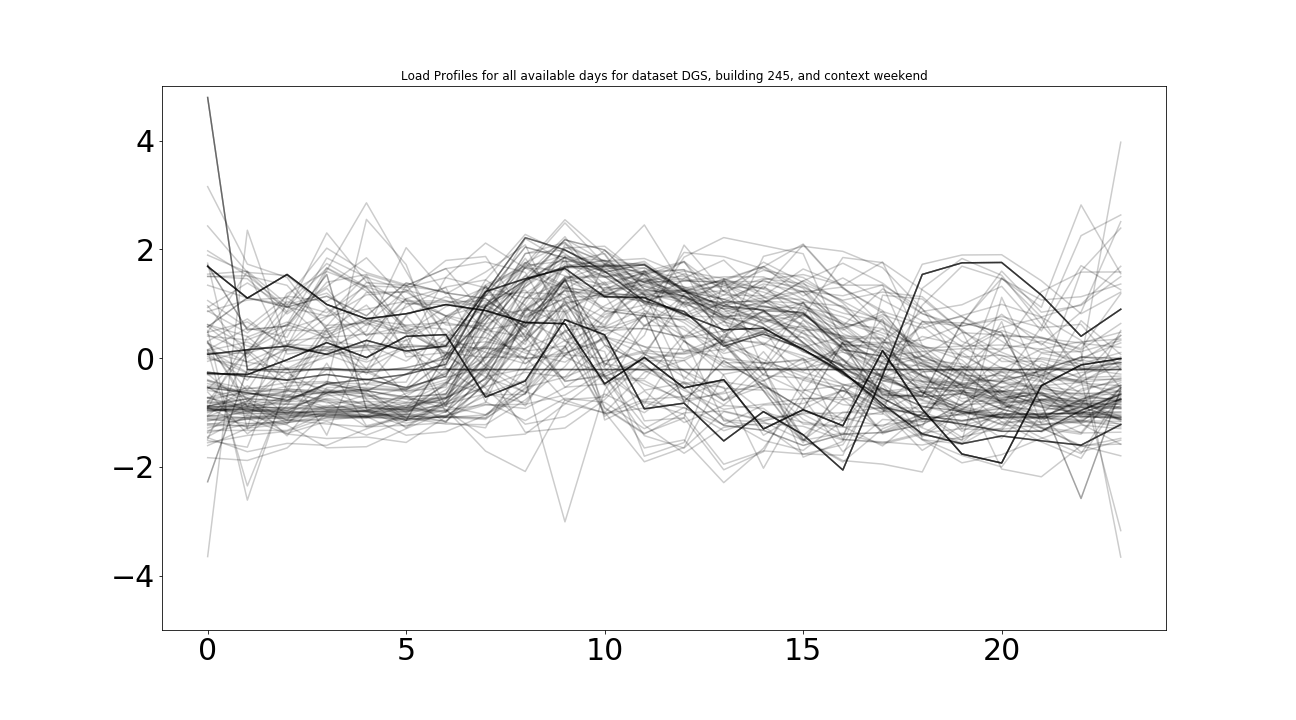 Load Profiles for all available days for dataset DGS, building 245, and context weekend
4
2
0
−2
−4
0 5 10 15 20